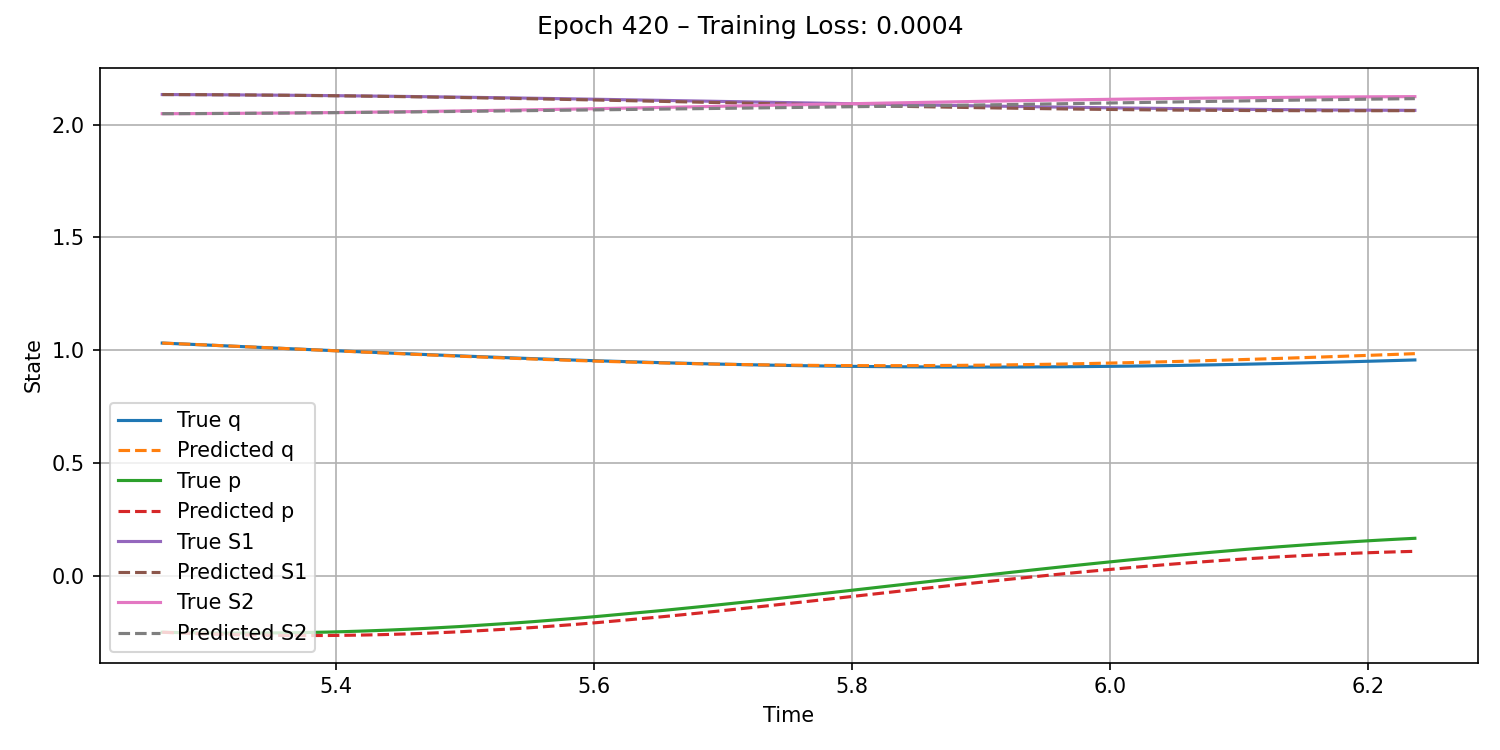 Epoch 420 – Training Loss: 0.0004
2.0
1.5
1.0
0.5
0.0
State
True q
Predicted q
True p
Predicted p
True S1
Predicted S1
True S2
Predicted S2
5.4 5.6 5.8 6.0 6.2
Time